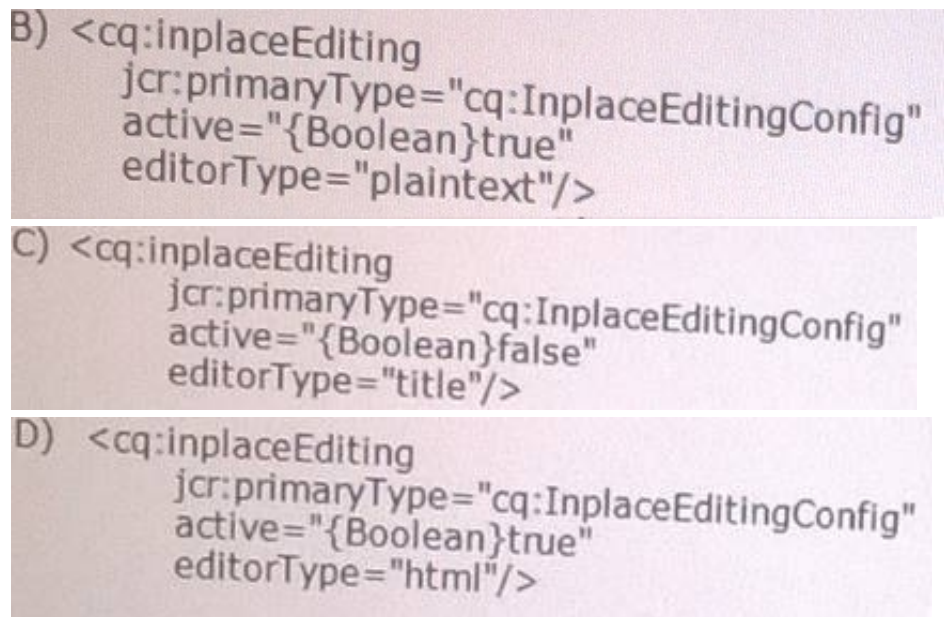 B) <cq:inplaceEditing
jcr:primaryType="cq:InplaceEditingConfig"
active="{Boolean}true"
editorType="plaintext"/>
C) <cq:inplaceEditing
jcr:primaryType="cq:InplaceEditingConfig"
active="{Boolean}false"
editorType="title"/>
D) <cq:inplaceEditing
jcr:primaryType="cq:InplaceEditingConfig"
active="{Boolean}true"
editorType="html"/>